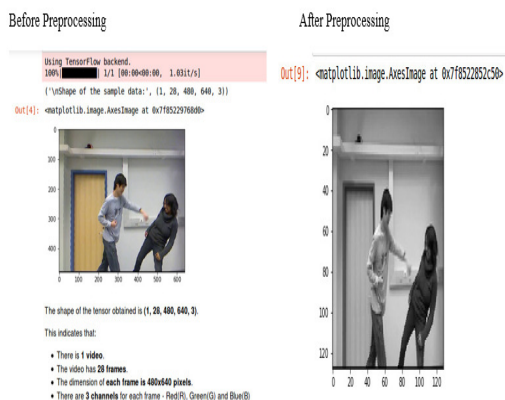 Before Preprocessing
Using TensorFlow backend.
100%|██████████| 1/1 [00:00<00:00, 1.03it/s]
('\nShape of the sample data:', (1, 28, 480, 640, 3))
Out[4]: <matplotlib.image.AxesImage at 0x7f85229768d0>
0
100
200
300
400
0 100 200 300 400 500 600
The shape of the tensor obtained is (1, 28, 480, 640, 3).
This indicates that:
• There is 1 video.
• The video has 28 frames.
• The dimension of each frame is 480x640 pixels.
• There are 3 channels for each frame - Red(R), Green(G) and Blue(B)
After Preprocessing
Out[9]: <matplotlib.image.AxesImage at 0x7f8522852c50>
0
20
40
60
80
100
120
0 20 40 60 80 100 120